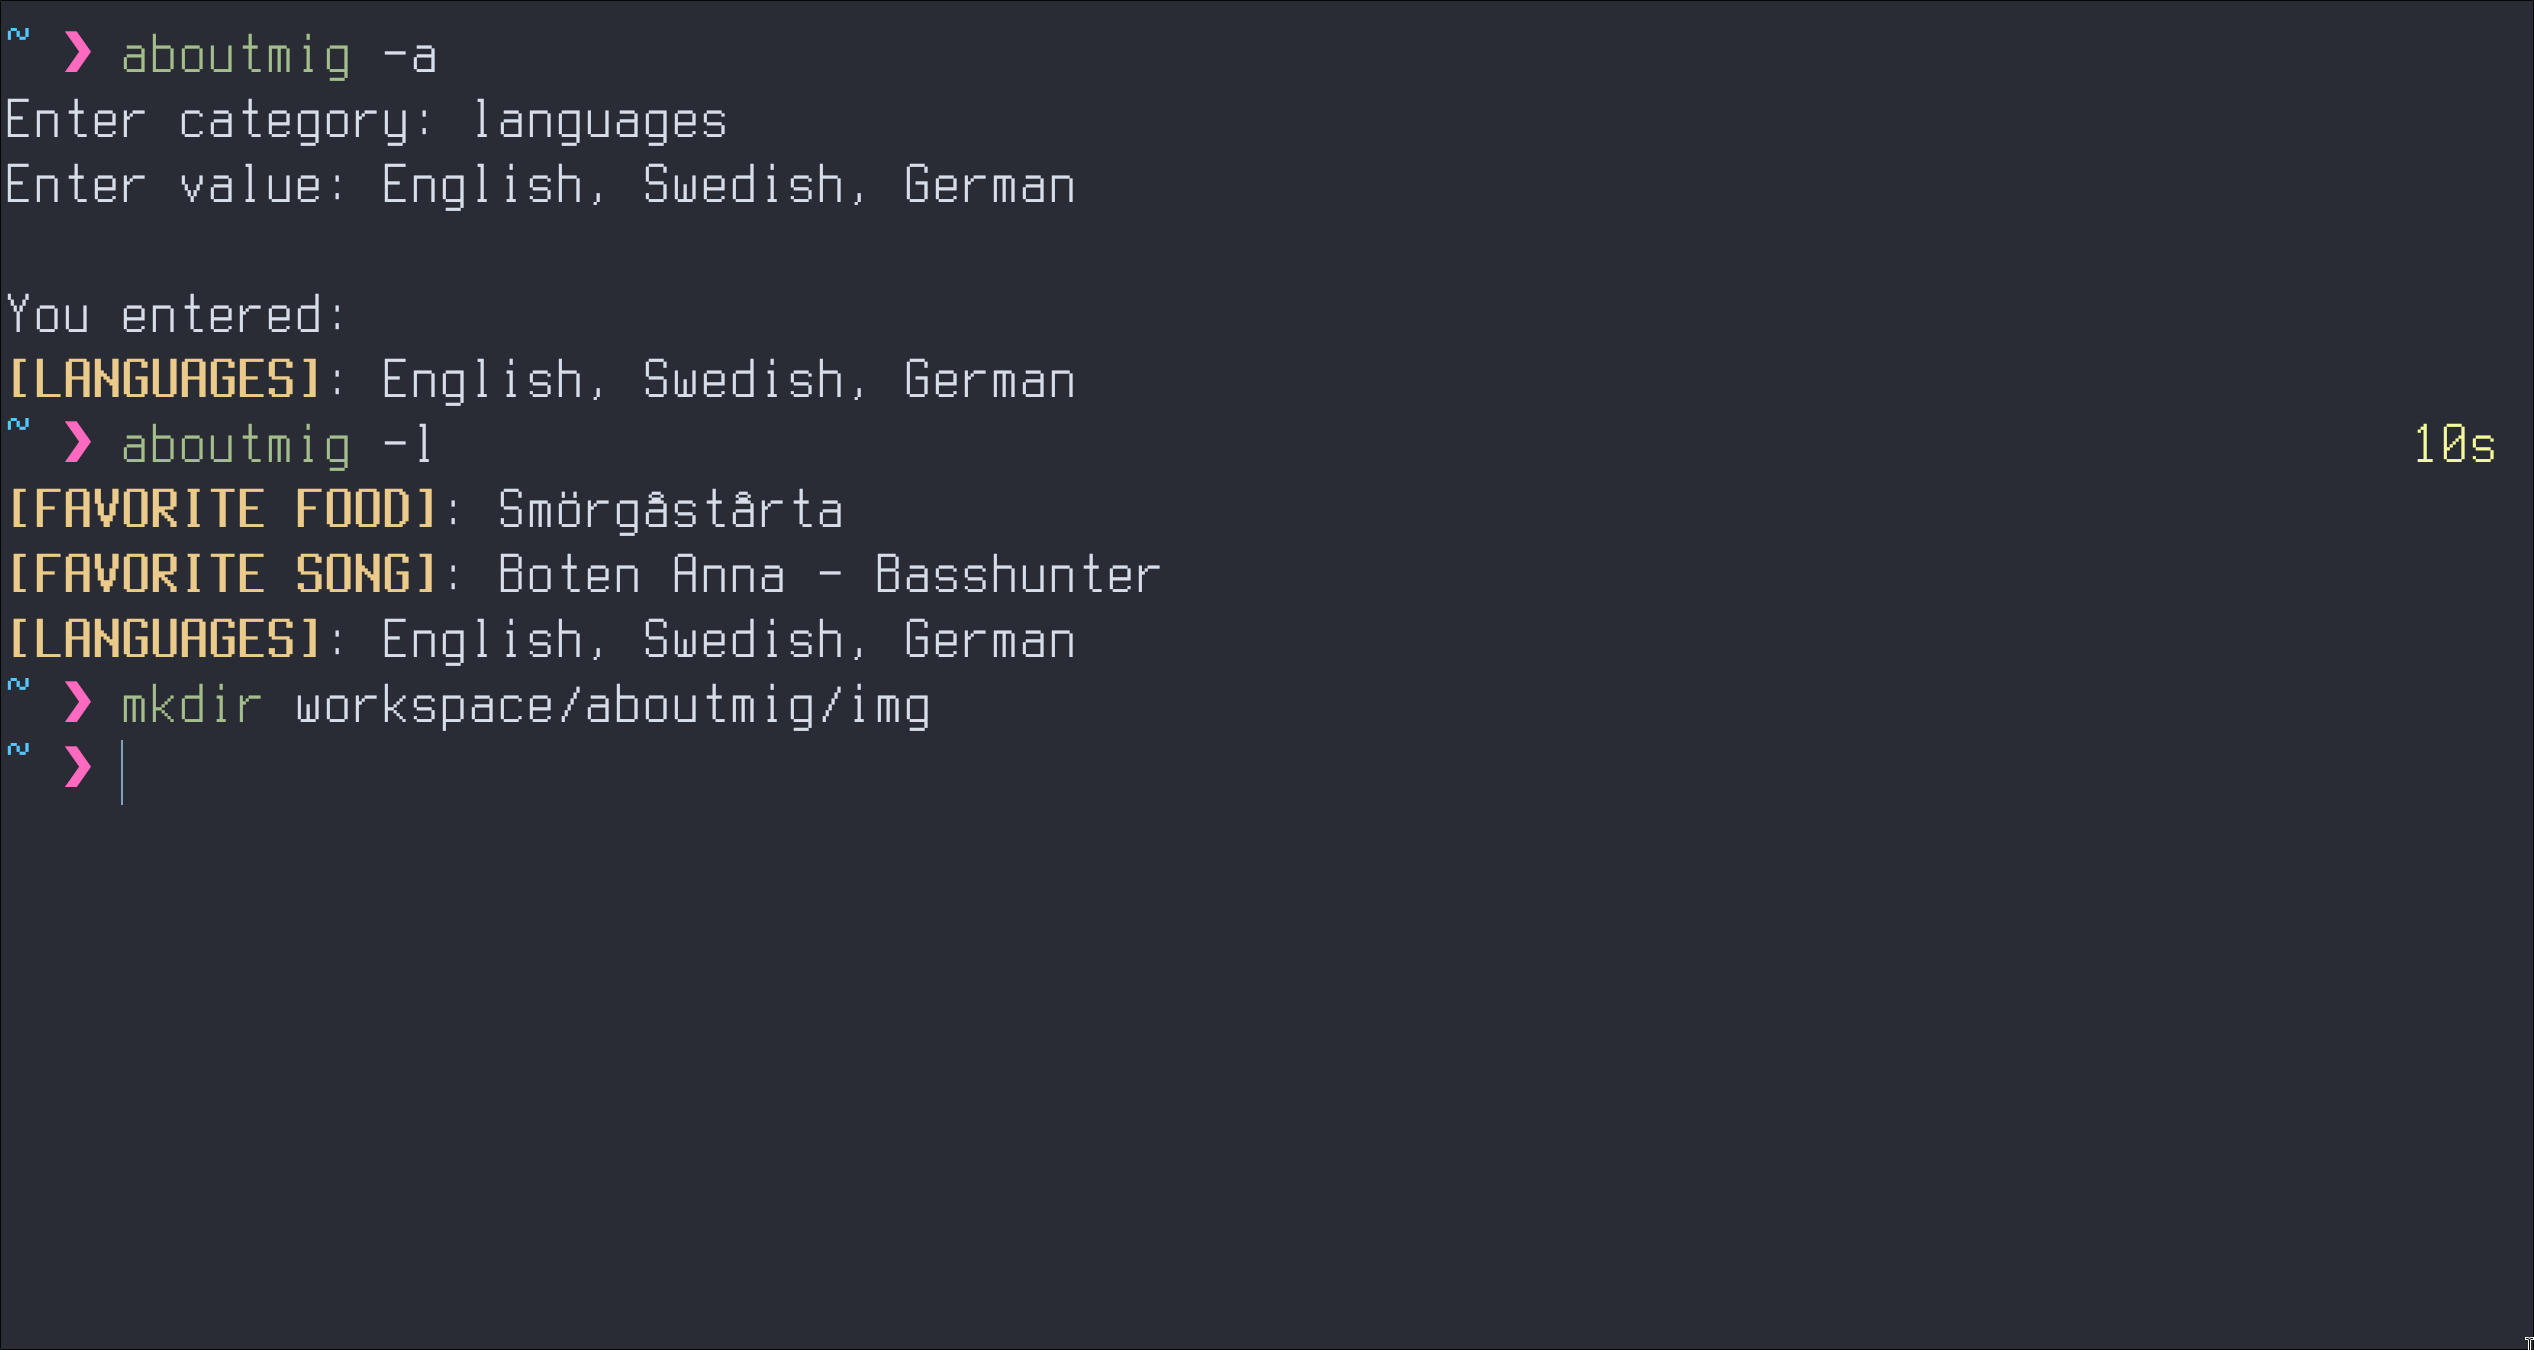 ~ ❯ aboutmig -a
Enter category: languages
Enter value: English, Swedish, German
You entered:
[LANGUAGES]: English, Swedish, German
~ ❯ aboutmig -l 10s
[FAVORITE FOOD]: Smörgåstårta
[FAVORITE SONG]: Boten Anna - Basshunter
[LANGUAGES]: English, Swedish, German
~ ❯ mkdir workspace/aboutmig/img
~ ❯